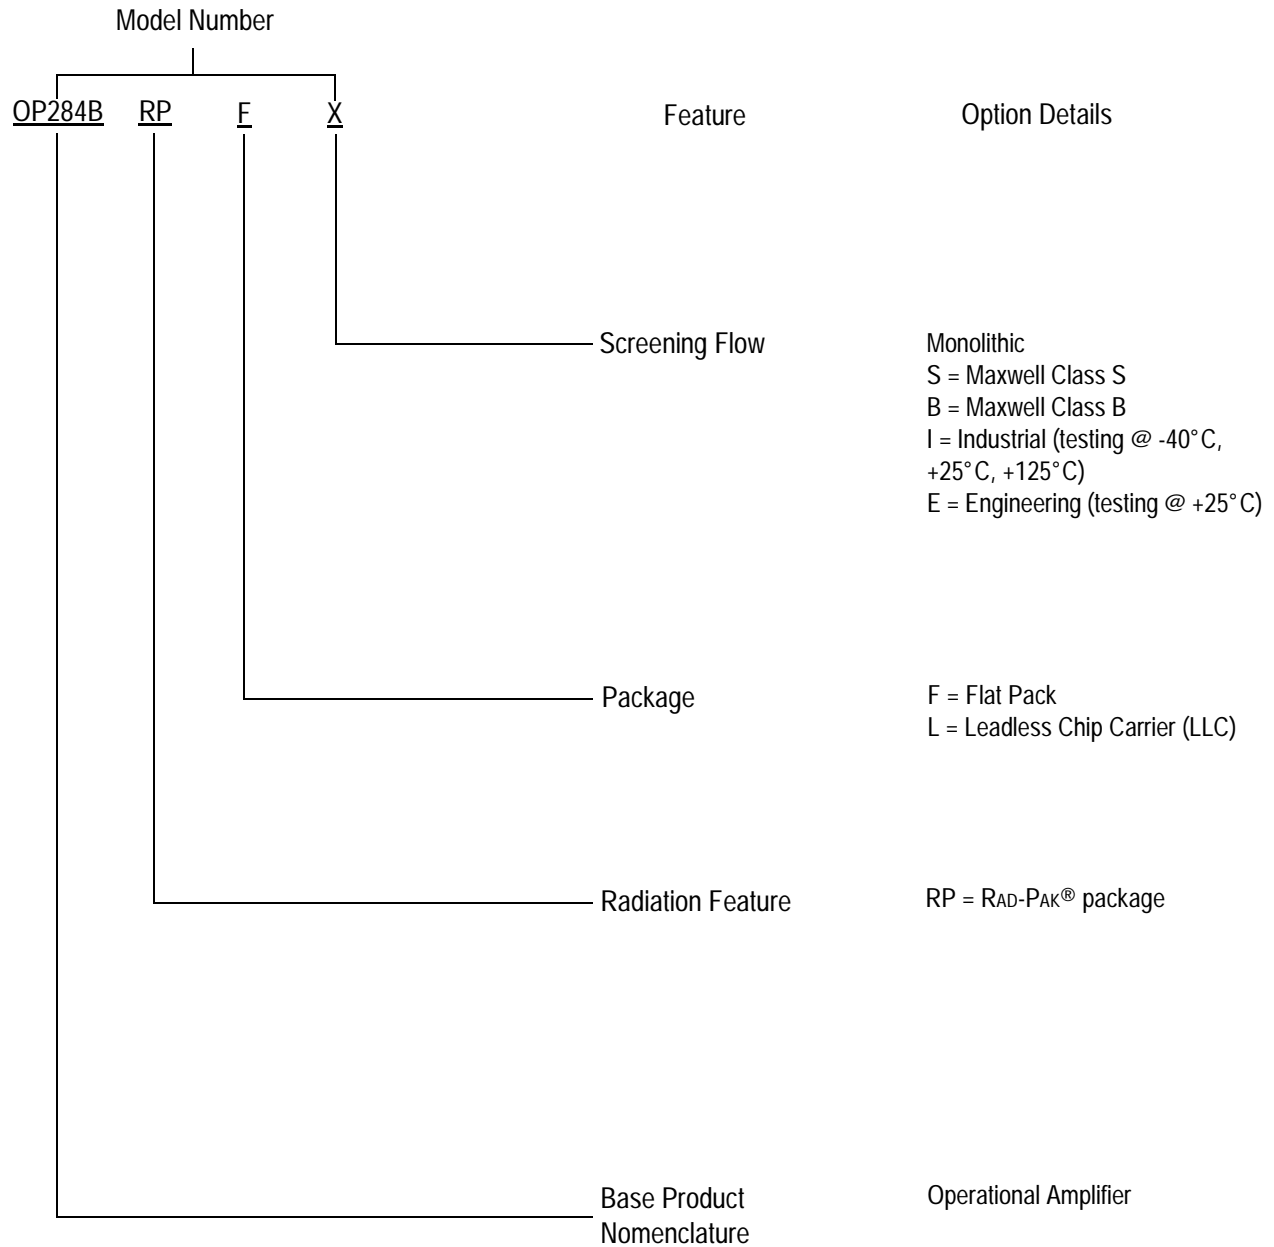 Model Number
OP284B RP F X
Feature
Option Details
Screening Flow
Monolithic
S = Maxwell Class S
B = Maxwell Class B
I = Industrial (testing @ -40°C,
+25°C, +125°C)
E = Engineering (testing @ +25°C)
Package
F = Flat Pack
L = Leadless Chip Carrier (LLC)
Radiation Feature
RP = RAD-PAK® package
Base Product
Nomenclature
Operational Amplifier